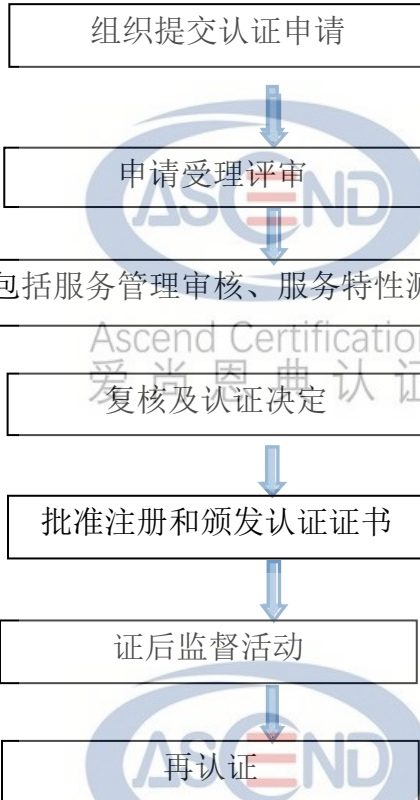 组织提交认证申请
申请受理评审
ASCEND
包括服务管理审核、服务特性测
Ascend Certification
爱尚恩典认证
复核及认证决定
批准注册和颁发认证证书
证后监督活动
再认证
ASCEND